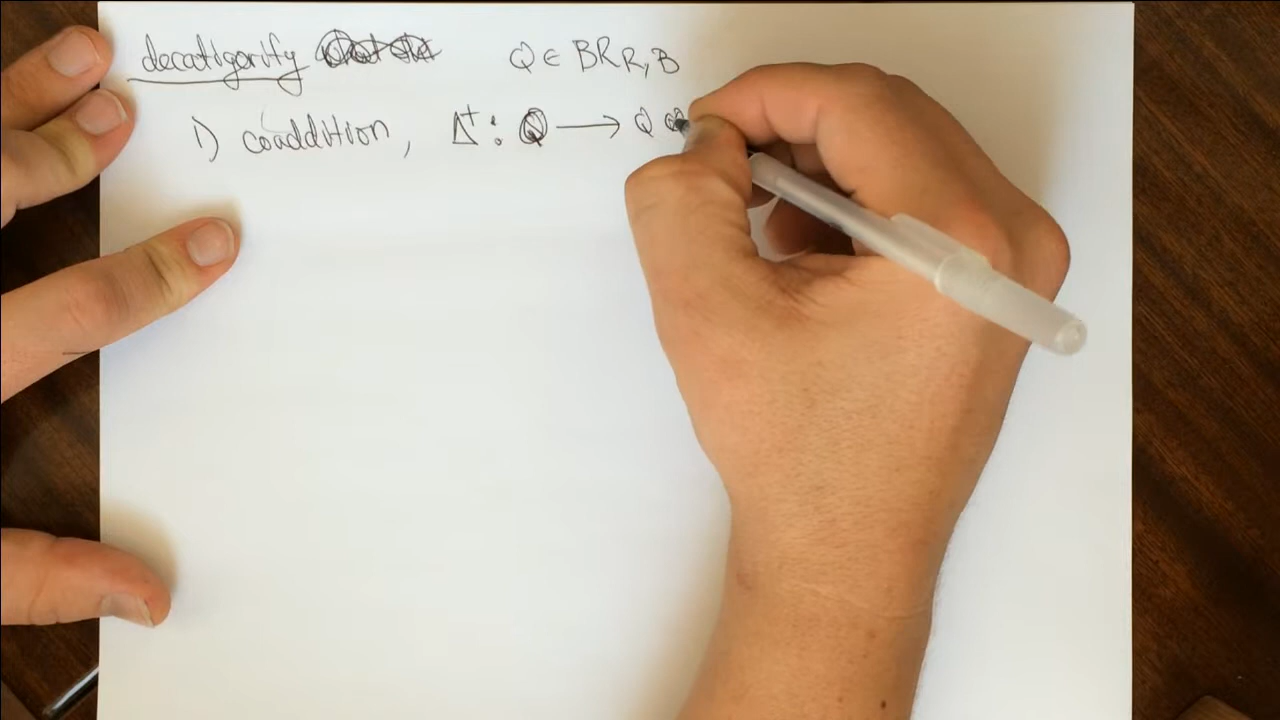 decatigorify Q ∈ BR_{R,B}
1) coaddition, Δ⁺: Q ⟶ Q